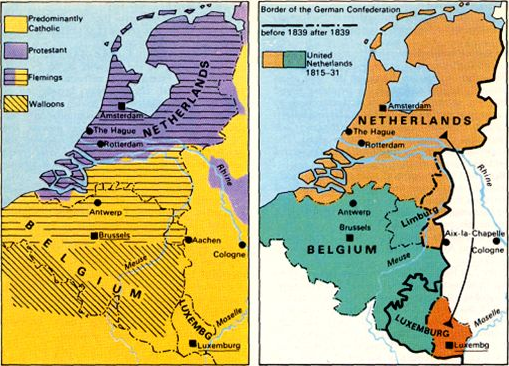 Predominantly
Catholic
Protestant
Flemings
Walloons
NETHERLANDS
Amsterdam
The Hague
Rotterdam
Rhine
Antwerp
BELGIUM
Brussels
Aachen
Cologne
Meuse
LUXEMBG
Moselle
Luxemburg
Border of the German Confederation
before 1839 after 1839
United
Netherlands
1815–31
Amsterdam
NETHERLANDS
The Hague
Rotterdam
Rhine
Antwerp
Limburg
Brussels
BELGIUM
Aix-la-Chapelle
Cologne
Meuse
LUXEMBURG
Moselle
Luxembg